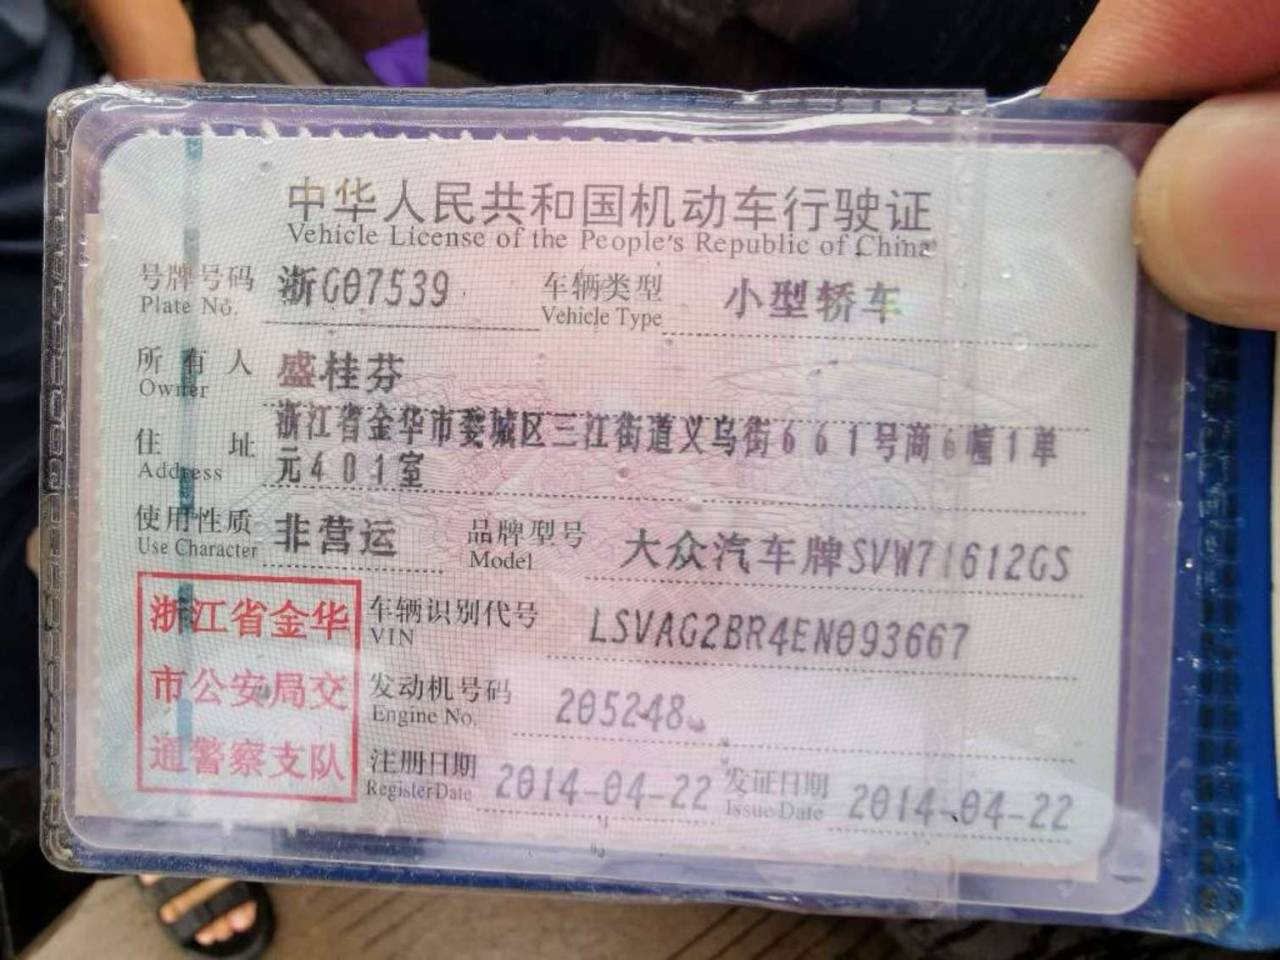 中华人民共和国机动车行驶证
Vehicle License of the People's Republic of China
号牌号码 浙G07539 车辆类型 小型轿车
Plate No. Vehicle Type
所有人 盛桂芬
Owner
住址 浙江省金华市婺城区三江街道义乌街661号商6幢1单
Address 元401室
使用性质 非营运 品牌型号 大众汽车牌SVW71612GS
Use Character Model
浙江省金华 车辆识别代号 LSVAG2BR4EN093667
VIN
市公安局交 发动机号码 205248
Engine No.
通警察支队 注册日期 2014-04-22 发证日期 2014-04-22
Register Date Issue Date